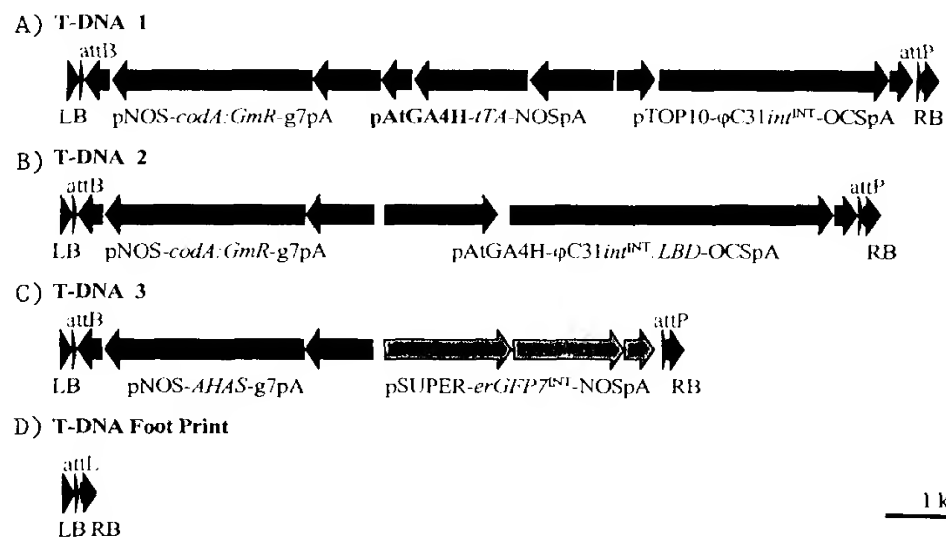 A) T-DNA 1
attB attP
LB pNOS-codA:GmR-g7pA pAtGA4H-tTA-NOSpA pTOP10-φC31int^INT-OCSpA RB
B) T-DNA 2
attB attP
LB pNOS-codA:GmR-g7pA pAtGA4H-φC31int^INT.LBD-OCSpA RB
C) T-DNA 3
attB attP
LB pNOS-AHAS-g7pA pSUPER-erGFP7^INT-NOSpA RB
D) T-DNA Foot Print
attL
LB RB
1 k